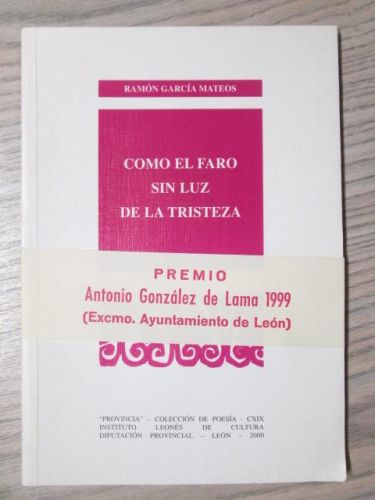 RAMÓN GARCÍA MATEOS
COMO EL FARO
SIN LUZ
DE LA TRISTEZA
PREMIO
Antonio González de Lama 1999
(Excmo. Ayuntamiento de León)
"PROVINCIA" - COLECCIÓN DE POESÍA - CXIX
INSTITUTO LEONÉS DE CULTURA
DIPUTACIÓN PROVINCIAL - LEÓN - 2000